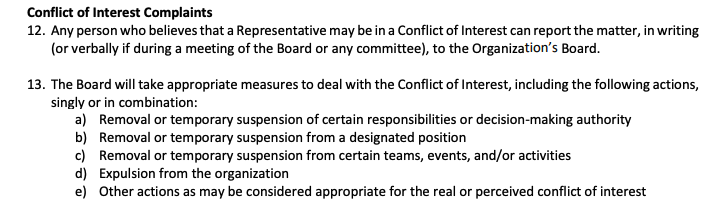 Conflict of Interest Complaints
12. Any person who believes that a Representative may be in a Conflict of Interest can report the matter, in writing
(or verbally if during a meeting of the Board or any committee), to the Organization's Board.
13. The Board will take appropriate measures to deal with the Conflict of Interest, including the following actions,
singly or in combination:
a) Removal or temporary suspension of certain responsibilities or decision-making authority
b) Removal or temporary suspension from a designated position
c) Removal or temporary suspension from certain teams, events, and/or activities
d) Expulsion from the organization
e) Other actions as may be considered appropriate for the real or perceived conflict of interest